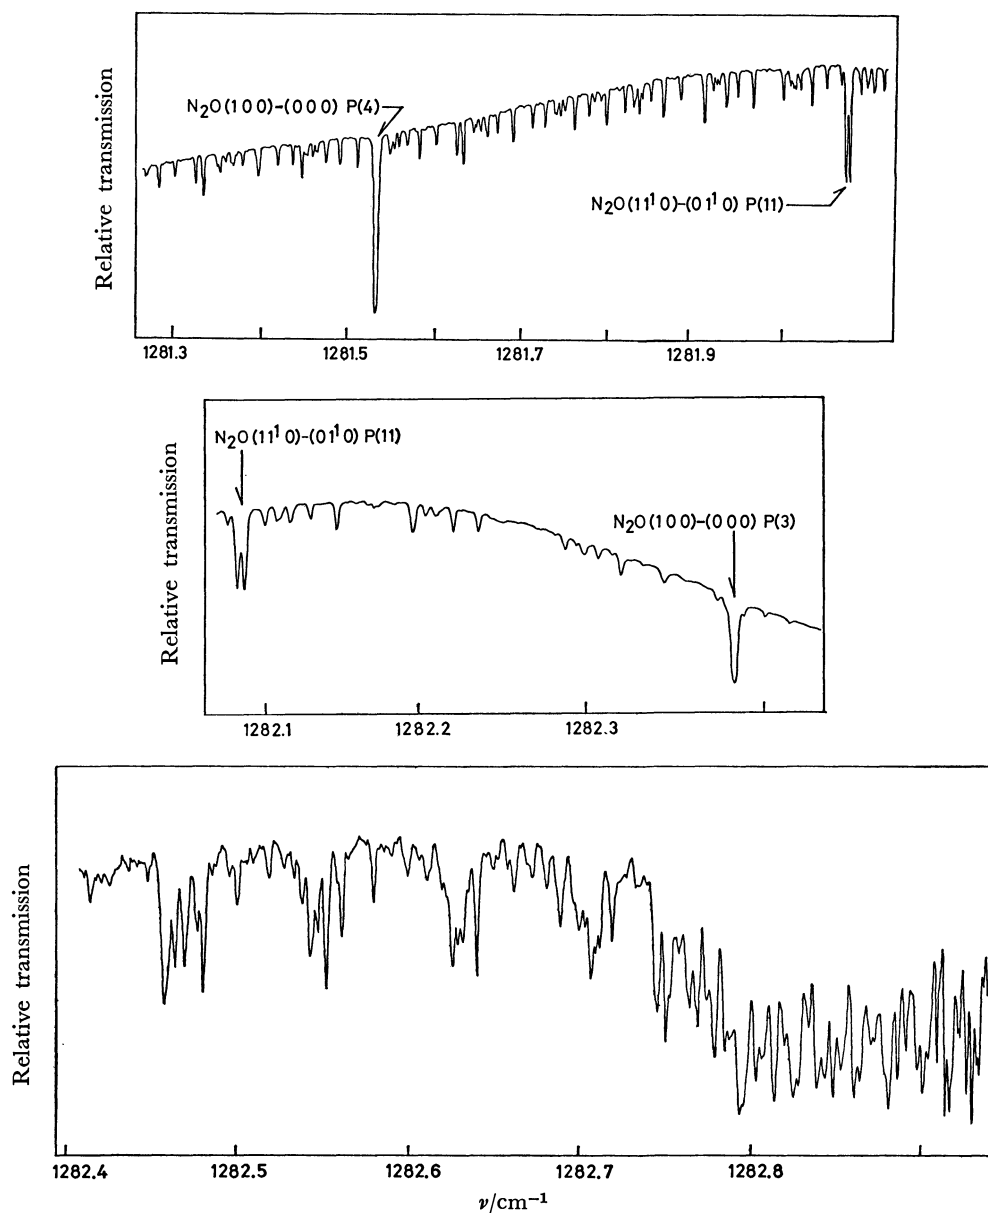 Relative transmission
N₂O(100)–(000) P(4)
N₂O(11¹0)–(01¹0) P(11)
1281.3 1281.5 1281.7 1281.9
Relative transmission
N₂O(11¹0)–(01¹0) P(11)
N₂O(100)–(000) P(3)
1282.1 1282.2 1282.3
Relative transmission
1282.4 1282.5 1282.6 1282.7 1282.8
ν/cm⁻¹